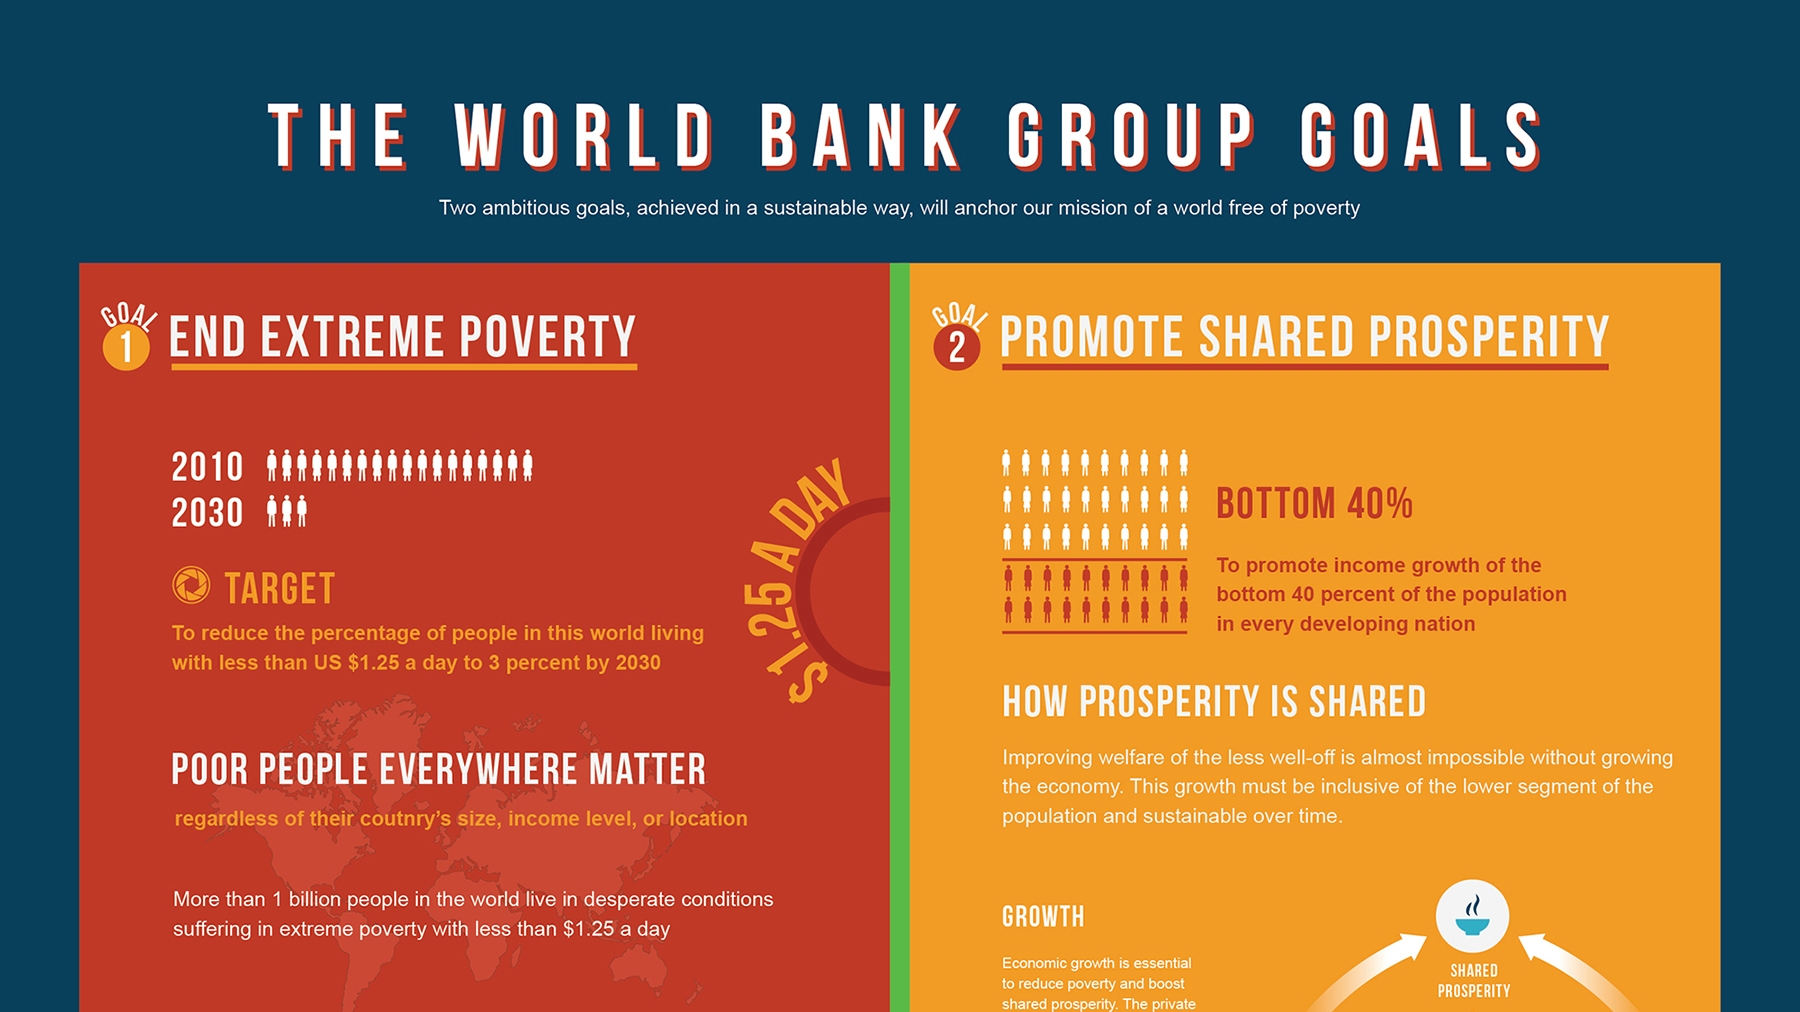 THE WORLD BANK GROUP GOALS
Two ambitious goals, achieved in a sustainable way, will anchor our mission of a world free of poverty
GOAL
1
END EXTREME POVERTY
2010
2030
TARGET
To reduce the percentage of people in this world living
with less than US $1.25 a day to 3 percent by 2030
$1.25 A DAY
POOR PEOPLE EVERYWHERE MATTER
regardless of their coutnry’s size, income level, or location
More than 1 billion people in the world live in desperate conditions
suffering in extreme poverty with less than $1.25 a day
GOAL
2
PROMOTE SHARED PROSPERITY
BOTTOM 40%
To promote income growth of the
bottom 40 percent of the population
in every developing nation
HOW PROSPERITY IS SHARED
Improving welfare of the less well-off is almost impossible without growing
the economy. This growth must be inclusive of the lower segment of the
population and sustainable over time.
GROWTH
Economic growth is essential
to reduce poverty and boost
shared prosperity. The private
SHARED
PROSPERITY